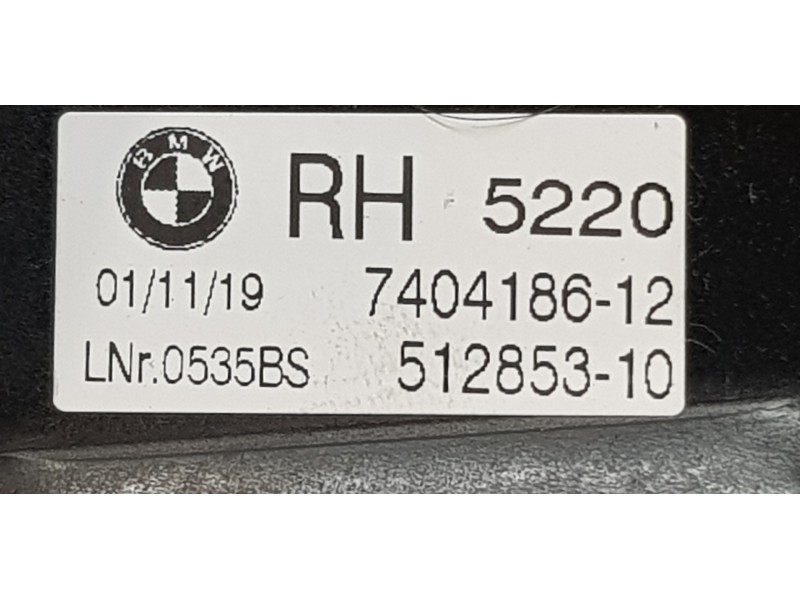 BMW RH 5220
01/11/19 7404186-12
LNr.0535BS 512853-10